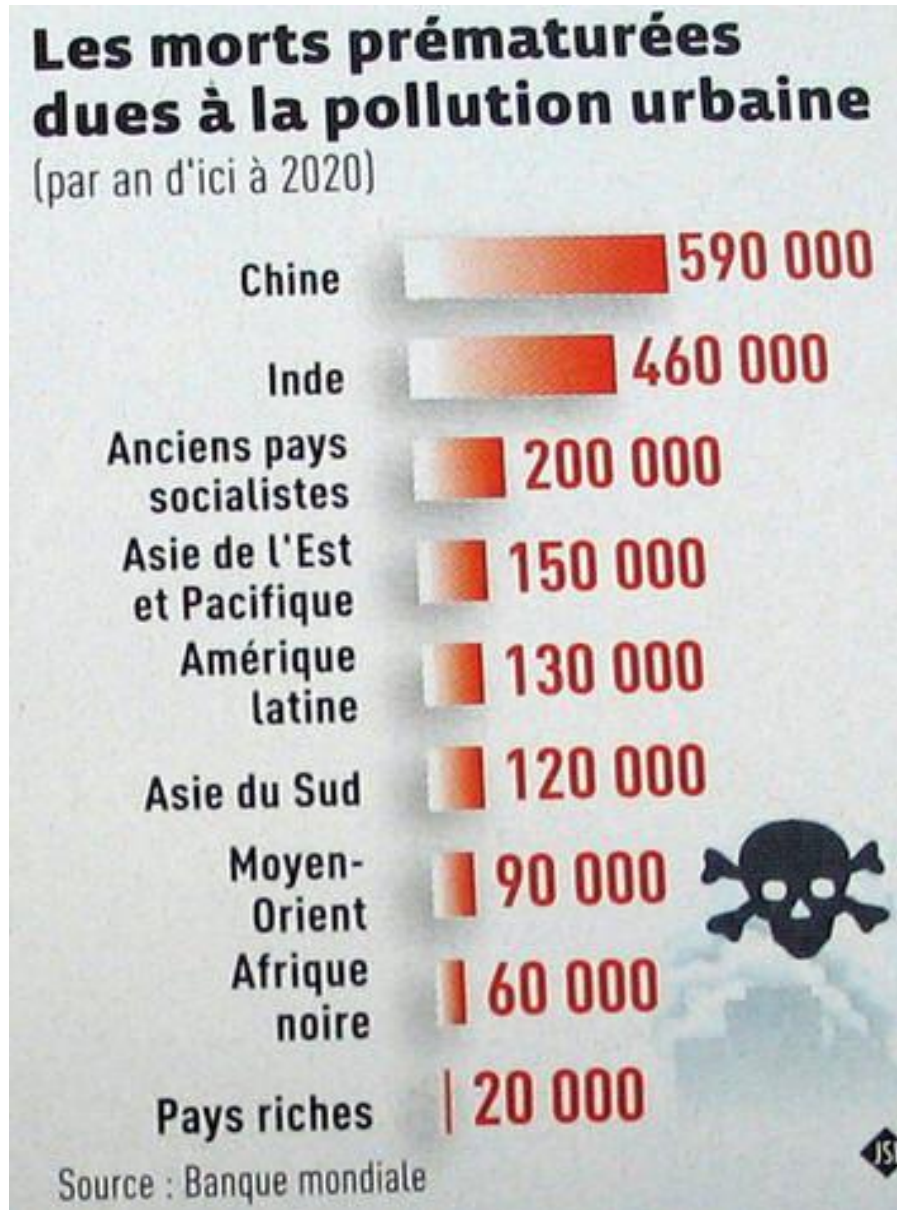 Les morts prématurées
dues à la pollution urbaine
(par an d'ici à 2020)
Chine 590 000
Inde 460 000
Anciens pays
socialistes 200 000
Asie de l'Est
et Pacifique 150 000
Amérique
latine 130 000
Asie du Sud 120 000
Moyen-
Orient 90 000
Afrique
noire 60 000
Pays riches 20 000
Source : Banque mondiale